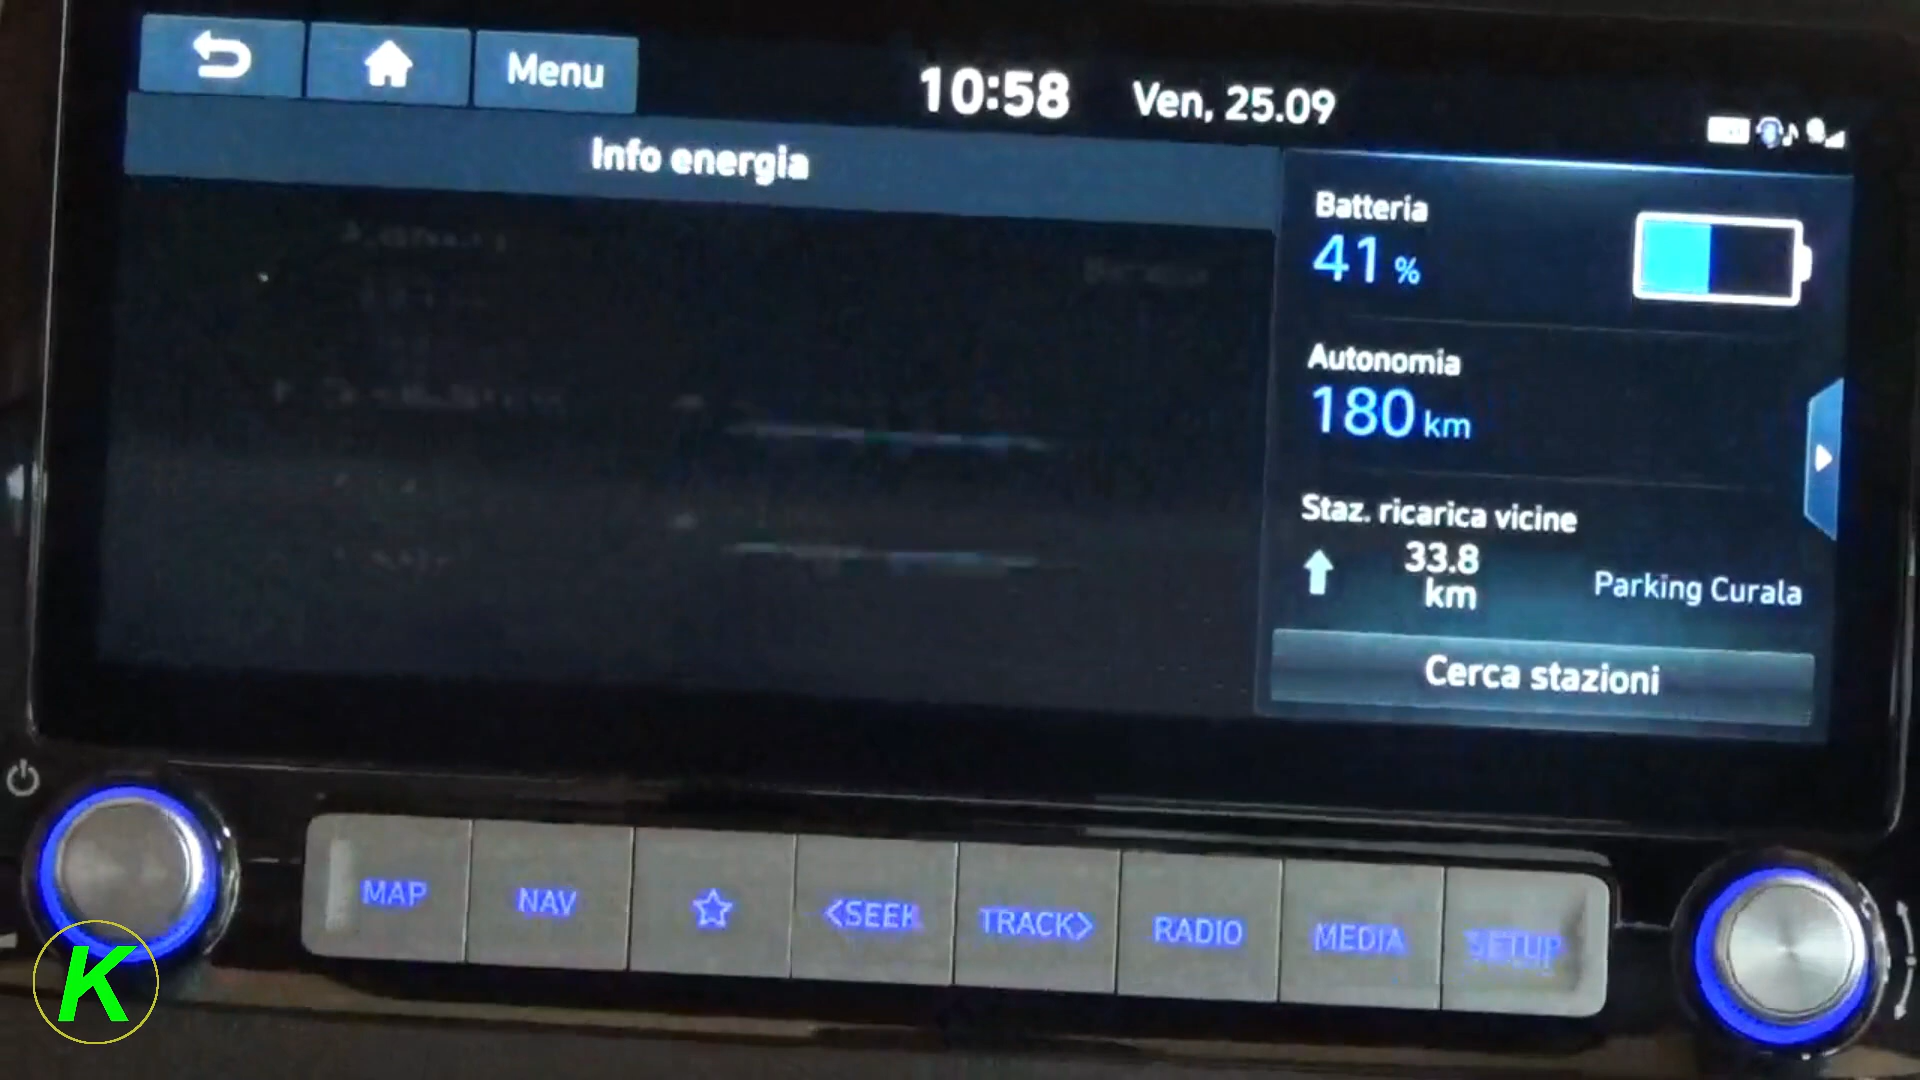 Menu
10:58
Ven, 25.09
Info energia
Batteria
41 %
Autonomia
180 km
Staz. ricarica vicine
33.8
km
Parking Curala
Cerca stazioni
MAP
NAV
<SEEK
TRACK>
RADIO
MEDIA
SETUP
K